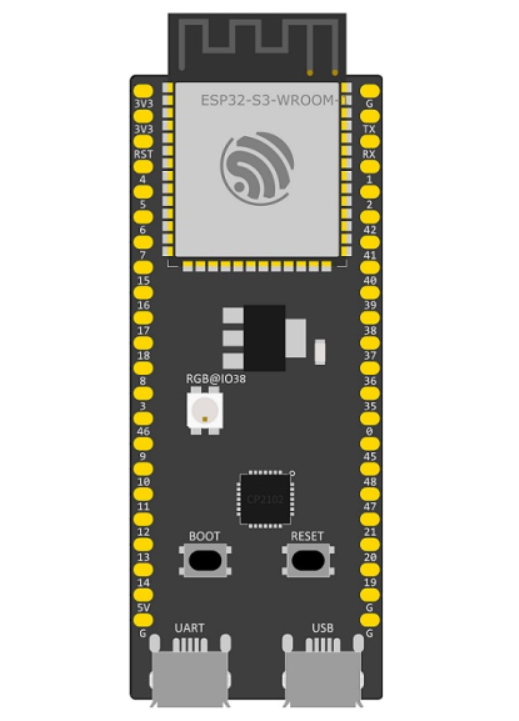 ESP32-S3-WROOM-1
3V3
3V3
RST
4
5
6
7
15
16
17
18
8
3
46
9
10
11
12
13
14
5V
G
G
TX
RX
1
2
42
41
40
39
38
37
36
35
0
45
48
47
21
20
19
G
G
RGB@IO38
CP2102
BOOT
RESET
UART
USB